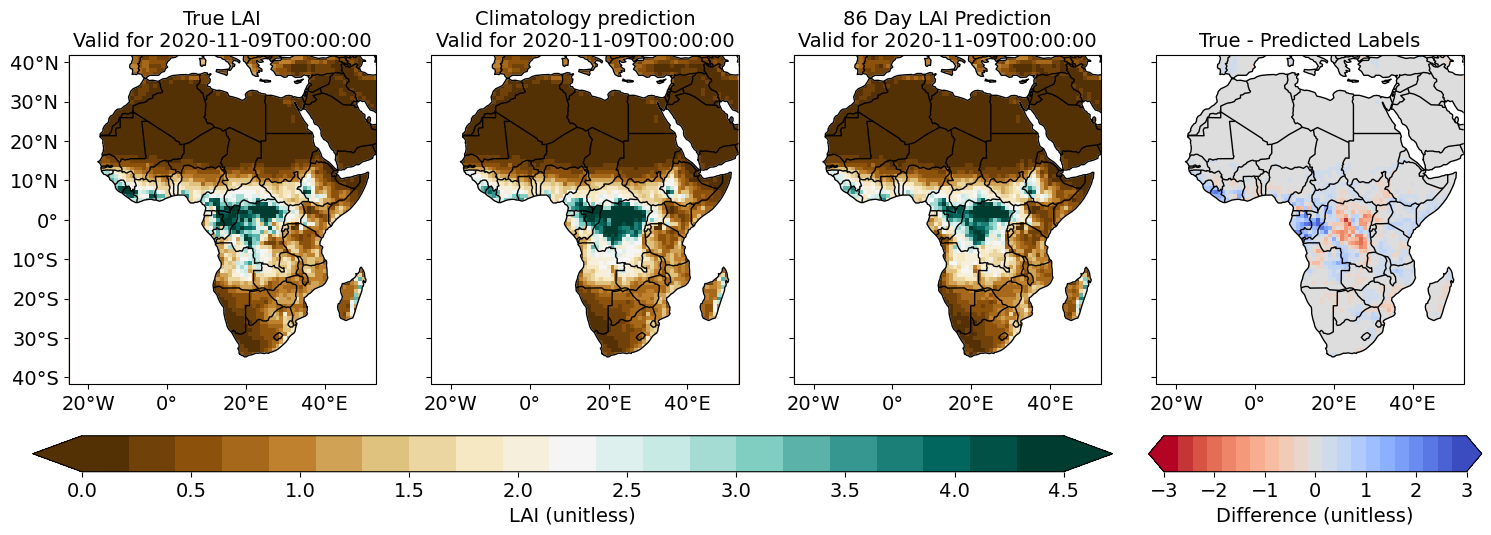 True LAI
Valid for 2020-11-09T00:00:00
Climatology prediction
Valid for 2020-11-09T00:00:00
86 Day LAI Prediction
Valid for 2020-11-09T00:00:00
True - Predicted Labels
40°N
30°N
20°N
10°N
0°
10°S
20°S
30°S
40°S
20°W 0° 20°E 40°E
20°W 0° 20°E 40°E
20°W 0° 20°E 40°E
20°W 0° 20°E 40°E
0.0 0.5 1.0 1.5 2.0 2.5 3.0 3.5 4.0 4.5
LAI (unitless)
−3 −2 −1 0 1 2 3
Difference (unitless)